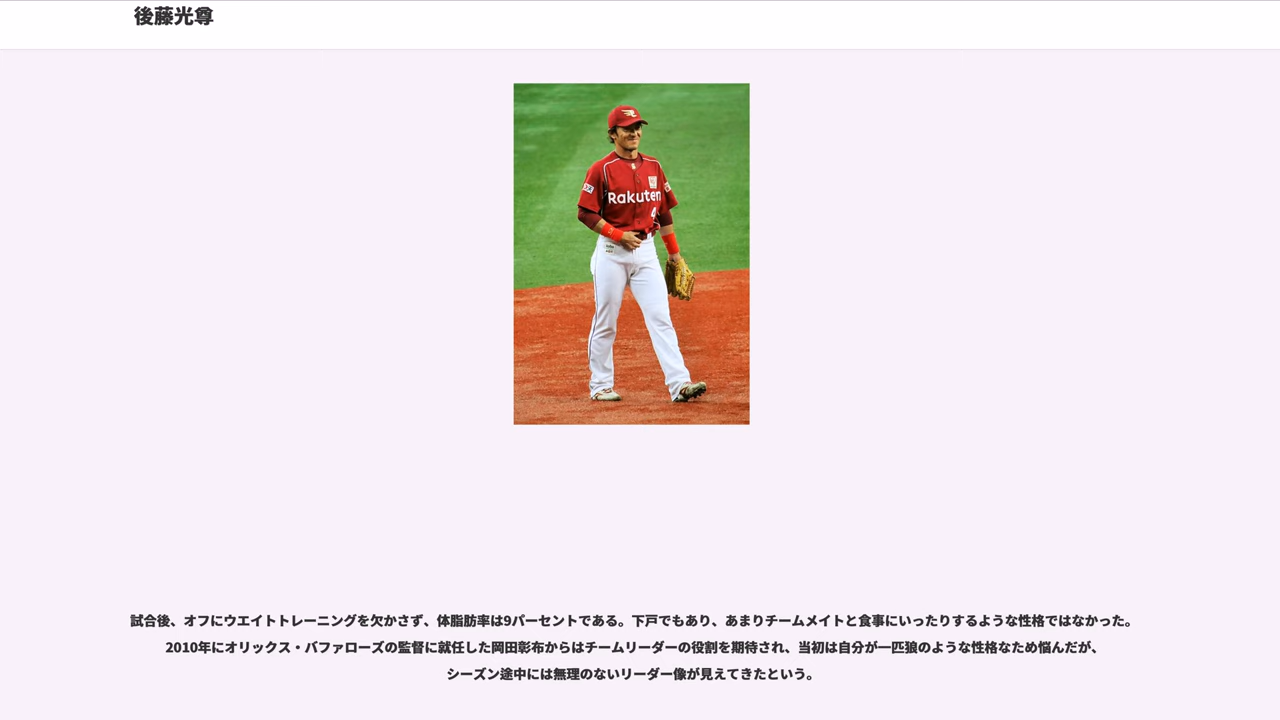 後藤光尊
Rakuten
4
試合後、オフにウエイトトレーニングを欠かさず、体脂肪率は9パーセントである。下戸でもあり、あまりチームメイトと食事にいったりするような性格ではなかった。
2010年にオリックス・バファローズの監督に就任した岡田彰布からはチームリーダーの役割を期待され、当初は自分が一匹狼のような性格なため悩んだが、
シーズン途中には無理のないリーダー像が見えてきたという。